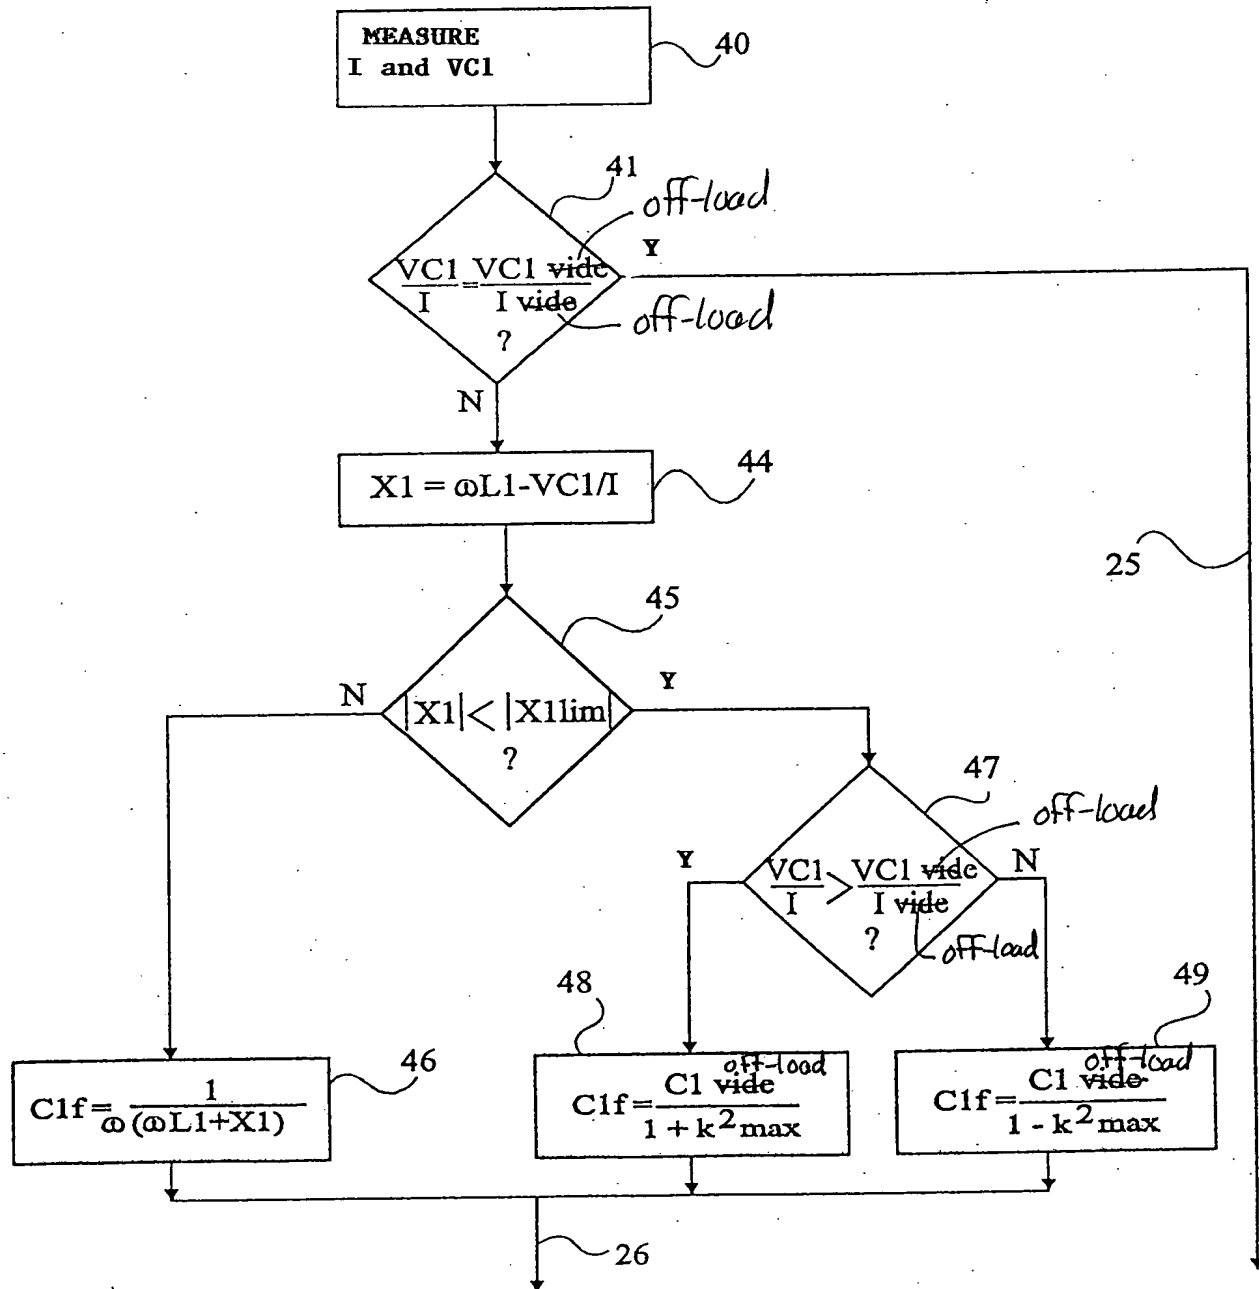 MEASURE
I and VC1
40
41
off-load
Y
VC1/I = VC1 vide/I vide
off-load
?
N
X1 = ωL1-VC1/I
44
25
45
N
Y
|X1| < |X1lim|
?
47
off-load
Y
N
VC1/I > VC1 vide/I vide
?
off-load
48
49
46
C1f = 1/ω(ωL1+X1)
off-load
C1f = C1 vide/1 + k²max
off-load
C1f = C1 vide/1 - k²max
26